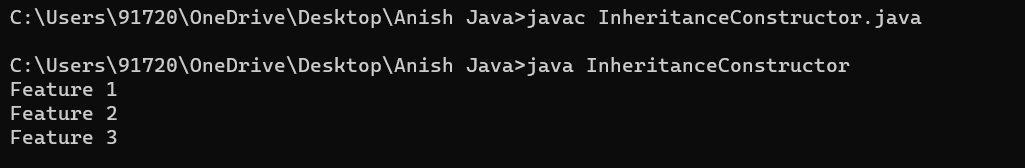 C:\Users\91720\OneDrive\Desktop\Anish Java>javac InheritanceConstructor.java
C:\Users\91720\OneDrive\Desktop\Anish Java>java InheritanceConstructor
Feature 1
Feature 2
Feature 3